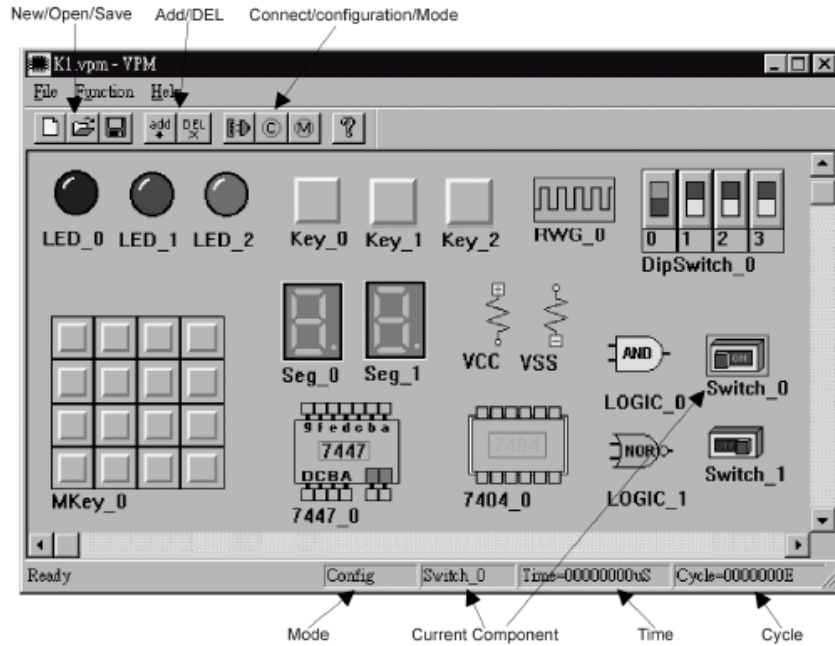 New/Open/Save Add/DEL Connect/configuration/Mode
K1.vpm - VPM
File Function Help
add DEL C M ?
LED_0 LED_1 LED_2 Key_0 Key_1 Key_2 RWG_0
0 1 2 3
DipSwitch_0
Seg_0 Seg_1 VCC VSS
AND
LOGIC_0
ON
Switch_0
g f e d c b a
7447
DCBA
7447_0
7404
7404_0
NOR
LOGIC_1
Switch_1
MKey_0
Ready Config Switch_0 Time=00000000uS Cycle=0000000E
Mode Current Component Time Cycle